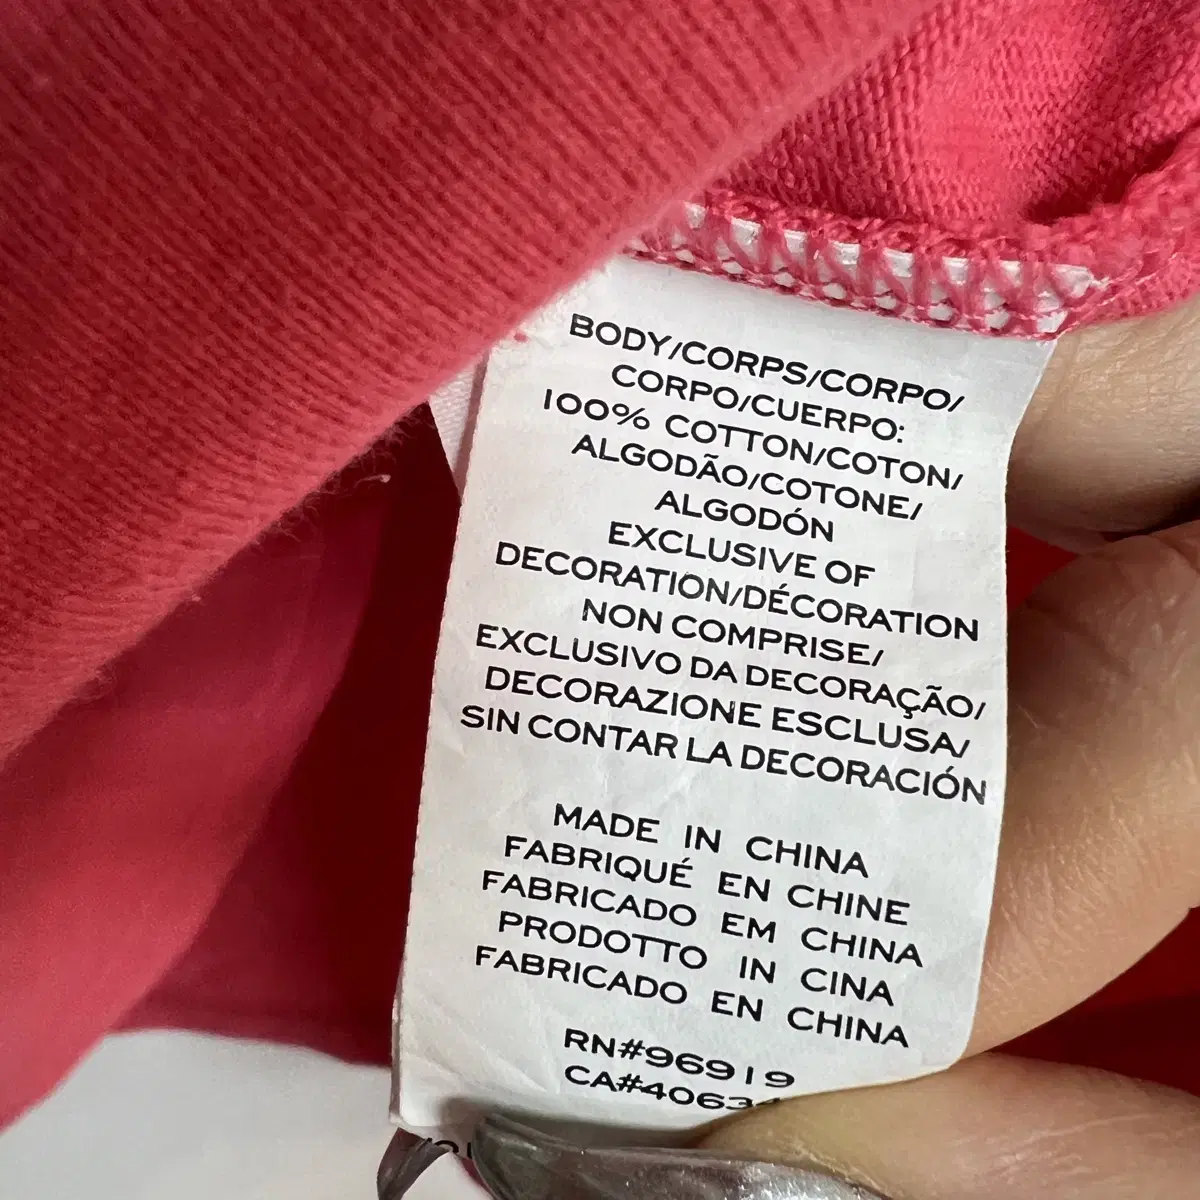 BODY/CORPS/CORPO/
CORPO/CUERPO:
100% COTTON/COTON/
ALGODÃO/COTONE/
ALGODÓN
EXCLUSIVE OF
DECORATION/DÉCORATION
NON COMPRISE/
EXCLUSIVO DA DECORAÇÃO/
DECORAZIONE ESCLUSA/
SIN CONTAR LA DECORACIÓN
MADE IN CHINA
FABRIQUÉ EN CHINE
FABRICADO EM CHINA
PRODOTTO IN CINA
FABRICADO EN CHINA
RN#96919